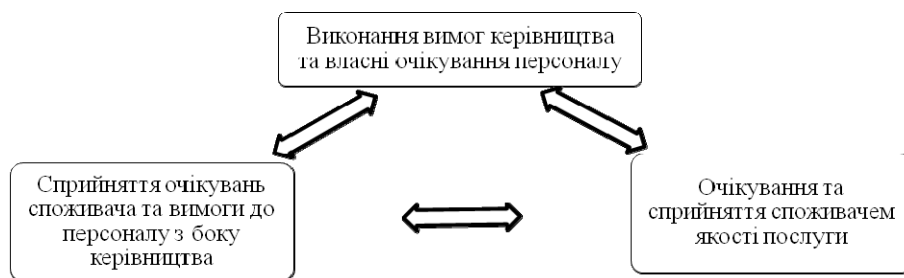 Виконання вимог керівництва
та власні очікування персоналу
Сприйняття очікувань
споживача та вимоги до
персоналу з боку
керівництва
Очікування та
сприйняття споживачем
якості послуги